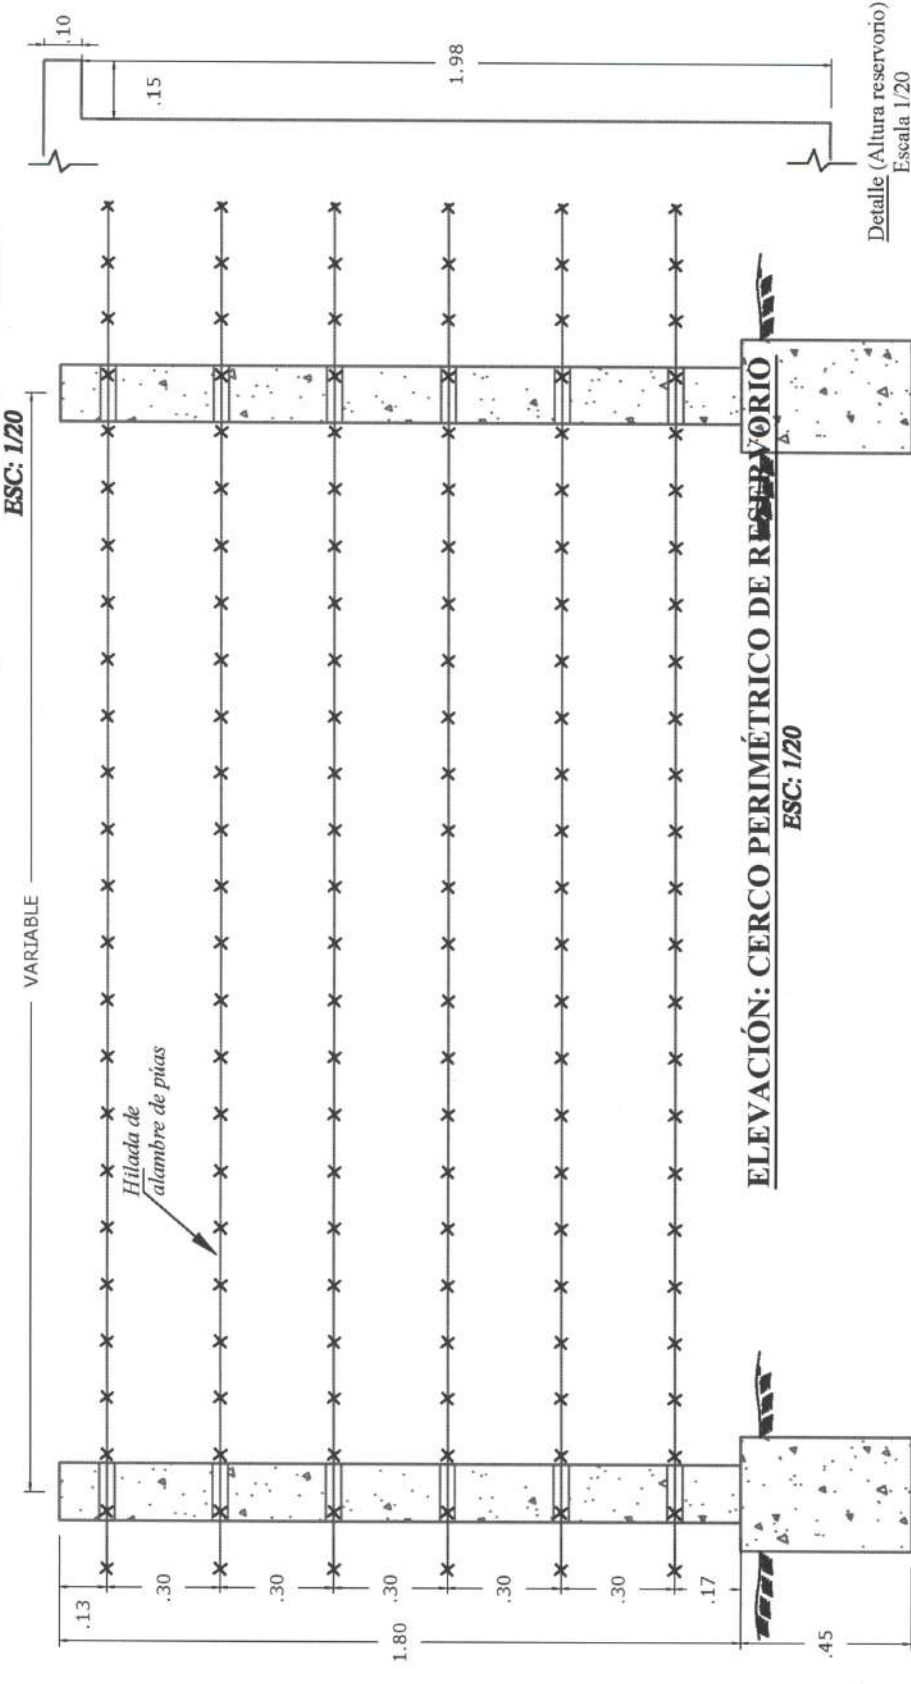 ESC: 1/20
VARIABLE
Hilada de
alambre de púas
.13
.30
.30
.30
.30
.30
.17
1.80
.45
ELEVACIÓN: CERCO PERIMÉTRICO DE RESERVORIO
ESC: 1/20
.10
.15
1.98
Detalle (Altura reservorio)
Escala 1/20